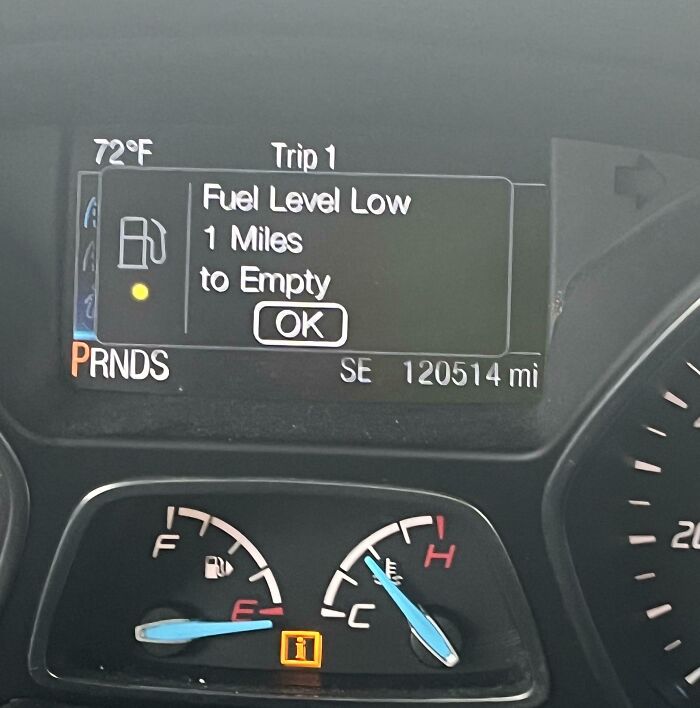 72°F Trip 1
Fuel Level Low
1 Miles
to Empty
OK
PRNDS SE 120514 mi
F
E
H
C
i